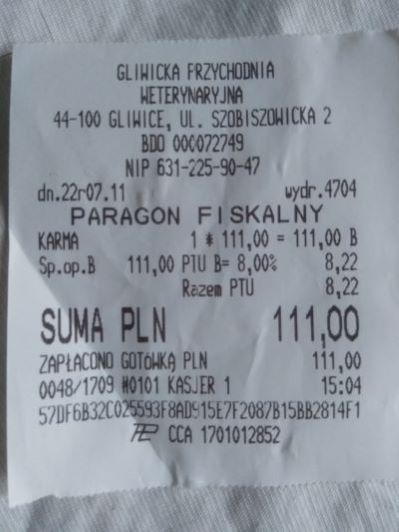 GLIWICKA PRZYCHODNIA
WETERYNARYJNA
44-100 GLIWICE, UL. SZOBISZOWICKA 2
BDO 000072749
NIP 631-225-90-47
dn.22r07.11 wydr.4704
PARAGON FISKALNY
KARMA 1 * 111,00 = 111,00 B
Sp.op.B 111,00 PTU B= 8,00% 8,22
Razem PTU 8,22
SUMA PLN 111,00
ZAPŁACONO GOTÓWKĄ PLN 111,00
0048/1709 #0101 KASJER 1 15:04
57DF6B32C025593F8AD915E7F2087B15BB2814F1
CCA 1701012852